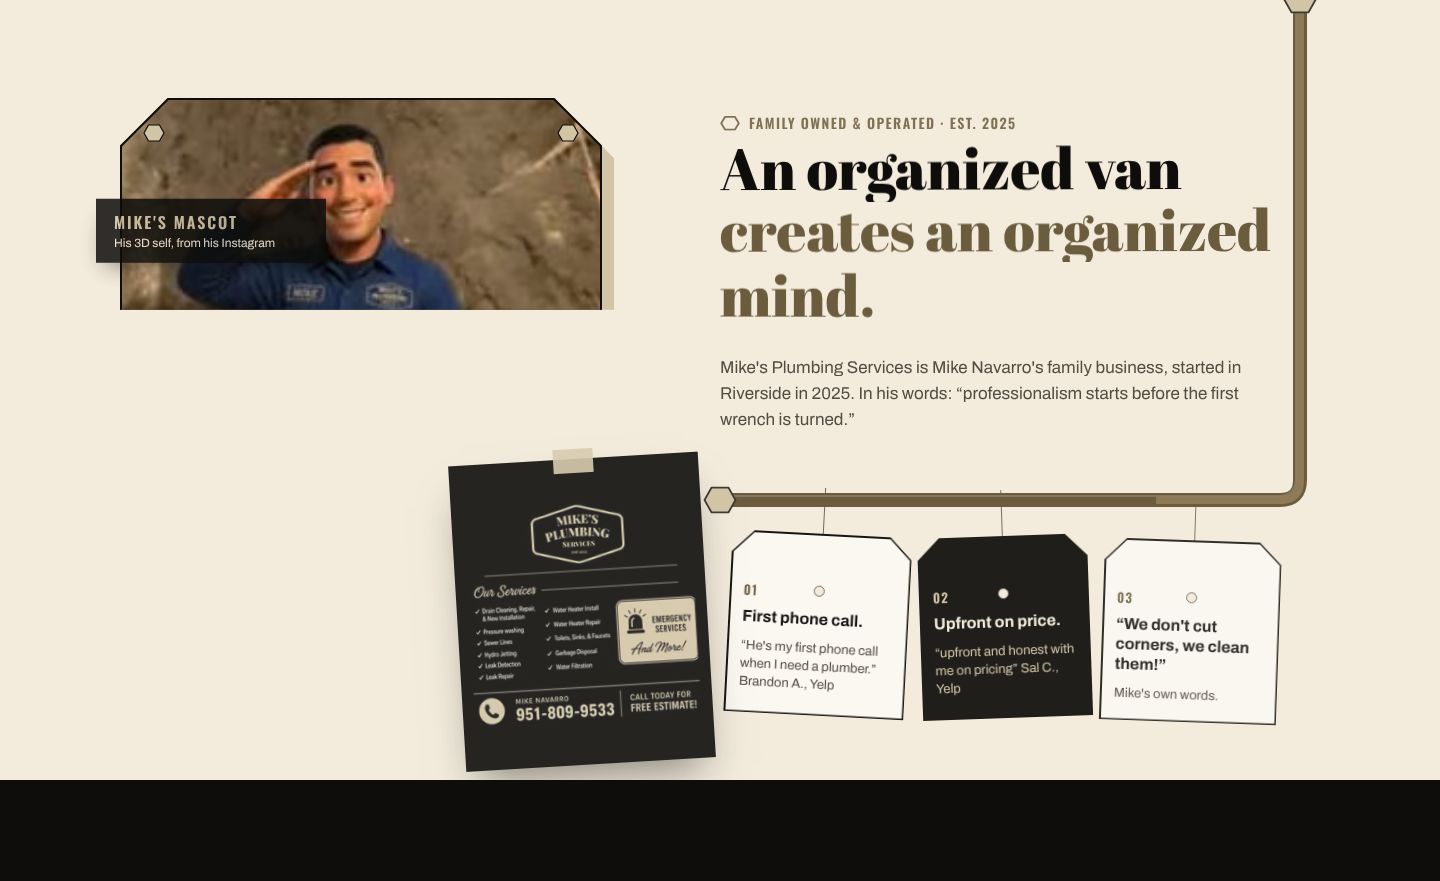 MIKE'S MASCOT
His 3D self, from his Instagram
FAMILY OWNED & OPERATED · EST. 2025
An organized van
creates an organized
mind.
Mike's Plumbing Services is Mike Navarro's family business, started in
Riverside in 2025. In his words: “professionalism starts before the first
wrench is turned.”
MIKE'S
PLUMBING
SERVICES
Our Services
✓ Drain Cleaning, Repair,
& New Installation
✓ Pressure washing
✓ Sewer Lines
✓ Hydro Jetting
✓ Leak Detection
✓ Leak Repair
✓ Water Heater Install
✓ Water Heater Repair
✓ Toilets, Sinks, & Faucets
✓ Garbage Disposal
✓ Water Filtration
EMERGENCY
SERVICES
And More!
MIKE NAVARRO
951-809-9533
CALL TODAY FOR
FREE ESTIMATE!
01
First phone call.
“He's my first phone call
when I need a plumber.”
Brandon A., Yelp
02
Upfront on price.
“upfront and honest with
me on pricing” Sal C.,
Yelp
03
“We don't cut
corners, we clean
them!”
Mike's own words.